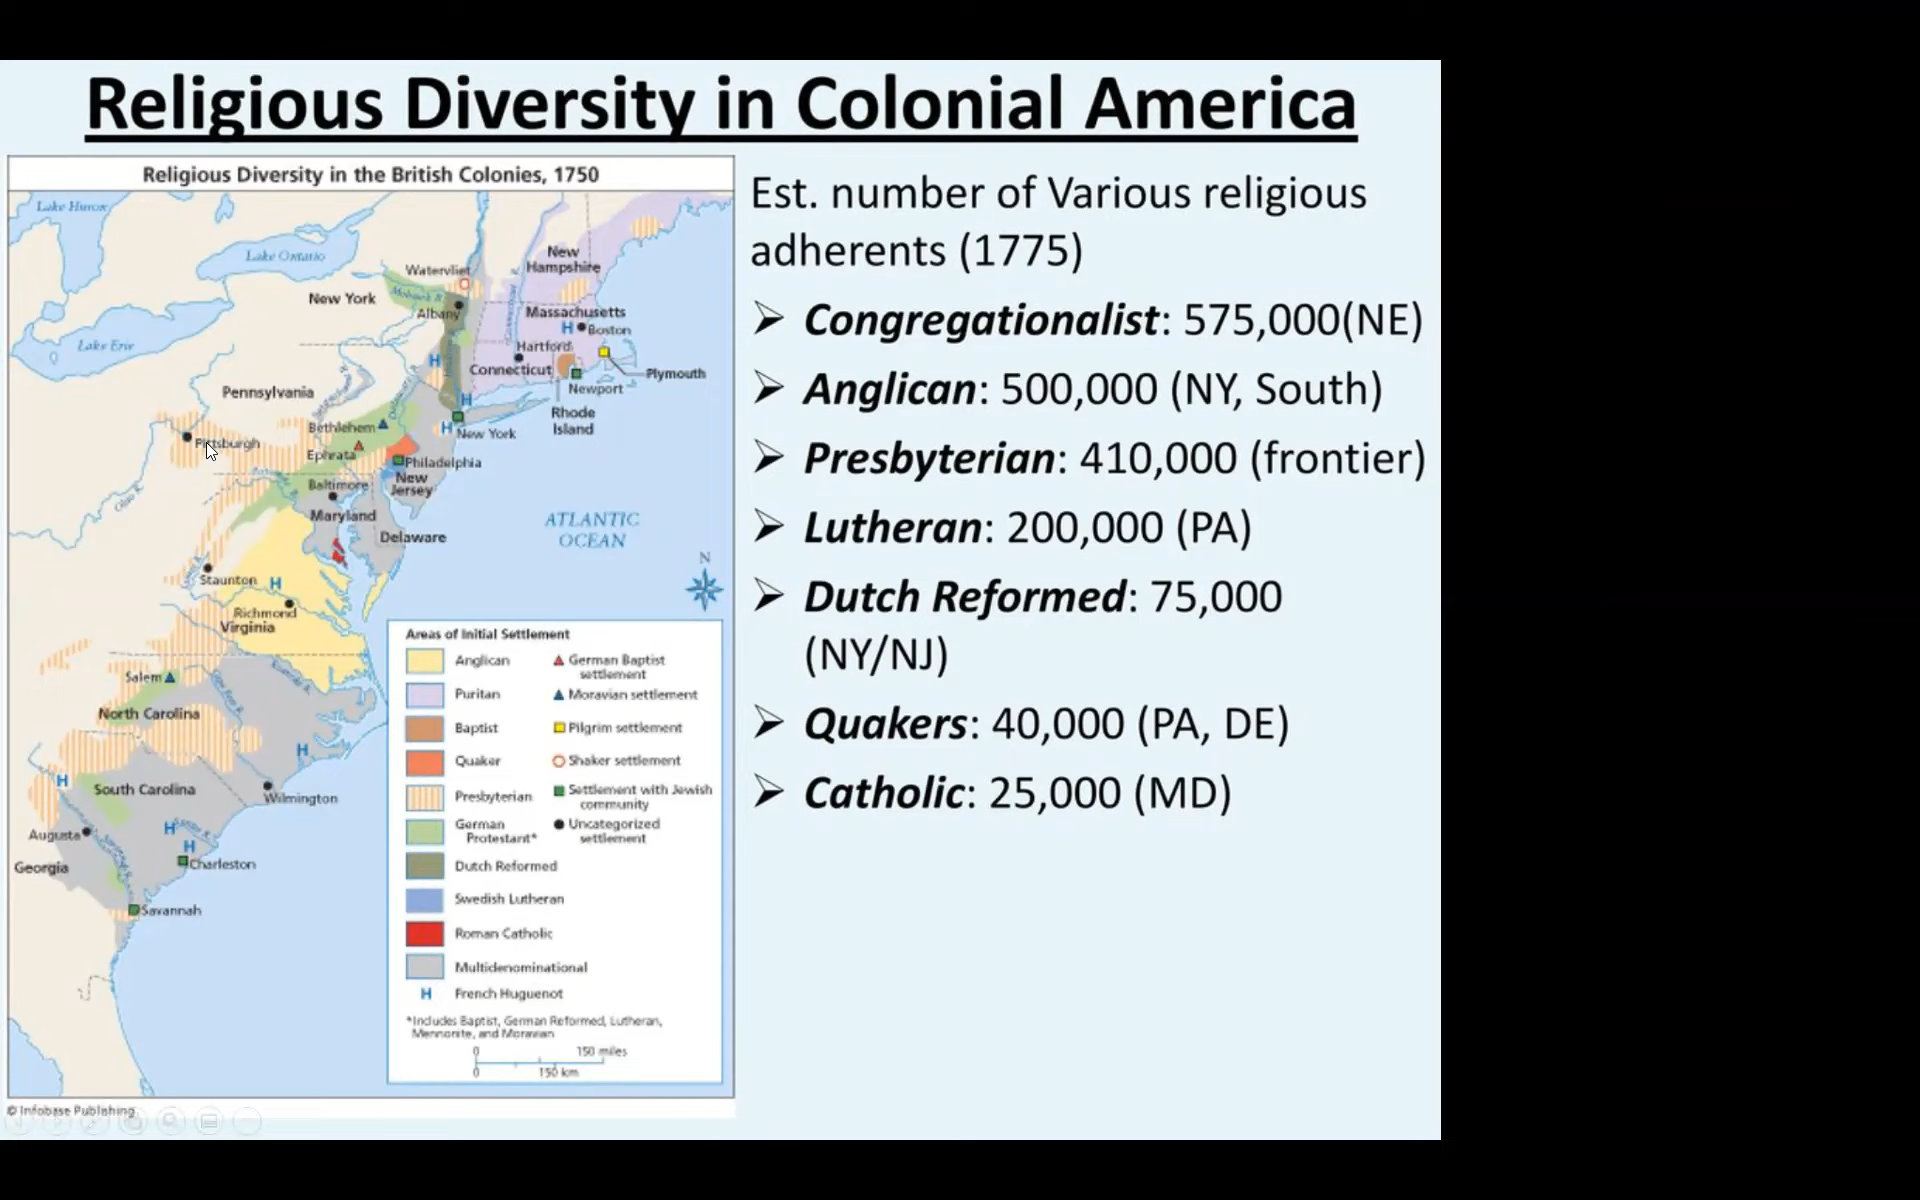 Religious Diversity in Colonial America
Religious Diversity in the British Colonies, 1750
Lake Huron
Lake Ontario
Lake Erie
Watervliet
New
Hampshire
New York
Mohawk R.
Albany
Massachusetts
H
Boston
Hartford
H
Connecticut
Plymouth
Newport
Pennsylvania
H
Rhode
Island
Bethlehem
H
New York
Pittsburgh
Ephrata
Philadelphia
New
Jersey
Baltimore
Ohio R.
Maryland
ATLANTIC
OCEAN
Delaware
N
Staunton
H
Richmond
Virginia
Salem
Roanoke R.
North Carolina
H
H
South Carolina
Wilmington
Augusta
H
H
Charleston
Georgia
Savannah
Areas of Initial Settlement
Anglican
Puritan
Baptist
Quaker
Presbyterian
German
Protestant*
Dutch Reformed
Swedish Lutheran
Roman Catholic
Multidenominational
H French Huguenot
German Baptist
settlement
Moravian settlement
Pilgrim settlement
Shaker settlement
Settlement with Jewish
community
Uncategorized
settlement
*Includes Baptist, German Reformed, Lutheran,
Mennonite, and Moravian
0 150 miles
0 150 km
© Infobase Publishing
Est. number of Various religious
adherents (1775)
➢ Congregationalist: 575,000(NE)
➢ Anglican: 500,000 (NY, South)
➢ Presbyterian: 410,000 (frontier)
➢ Lutheran: 200,000 (PA)
➢ Dutch Reformed: 75,000
(NY/NJ)
➢ Quakers: 40,000 (PA, DE)
➢ Catholic: 25,000 (MD)